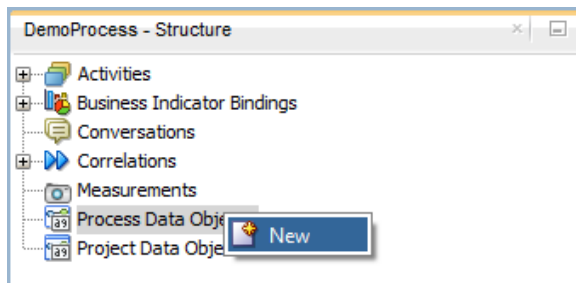 DemoProcess - Structure
Activities
Business Indicator Bindings
Conversations
Correlations
Measurements
Process Data Obje
New
Project Data Obje